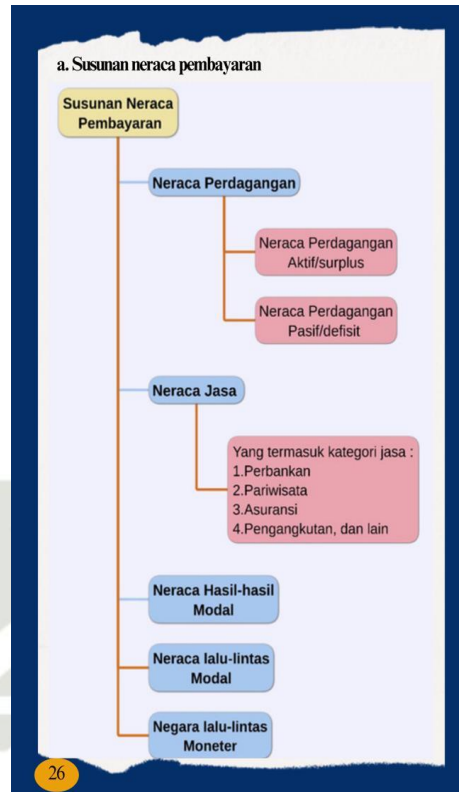 a. Susunan neraca pembayaran
Susunan Neraca
Pembayaran
Neraca Perdagangan
Neraca Perdagangan
Aktif/surplus
Neraca Perdagangan
Pasif/defisit
Neraca Jasa
Yang termasuk kategori jasa :
1.Perbankan
2.Pariwisata
3.Asuransi
4.Pengangkutan, dan lain
Neraca Hasil-hasil
Modal
Neraca lalu-lintas
Modal
Negara lalu-lintas
Moneter
26